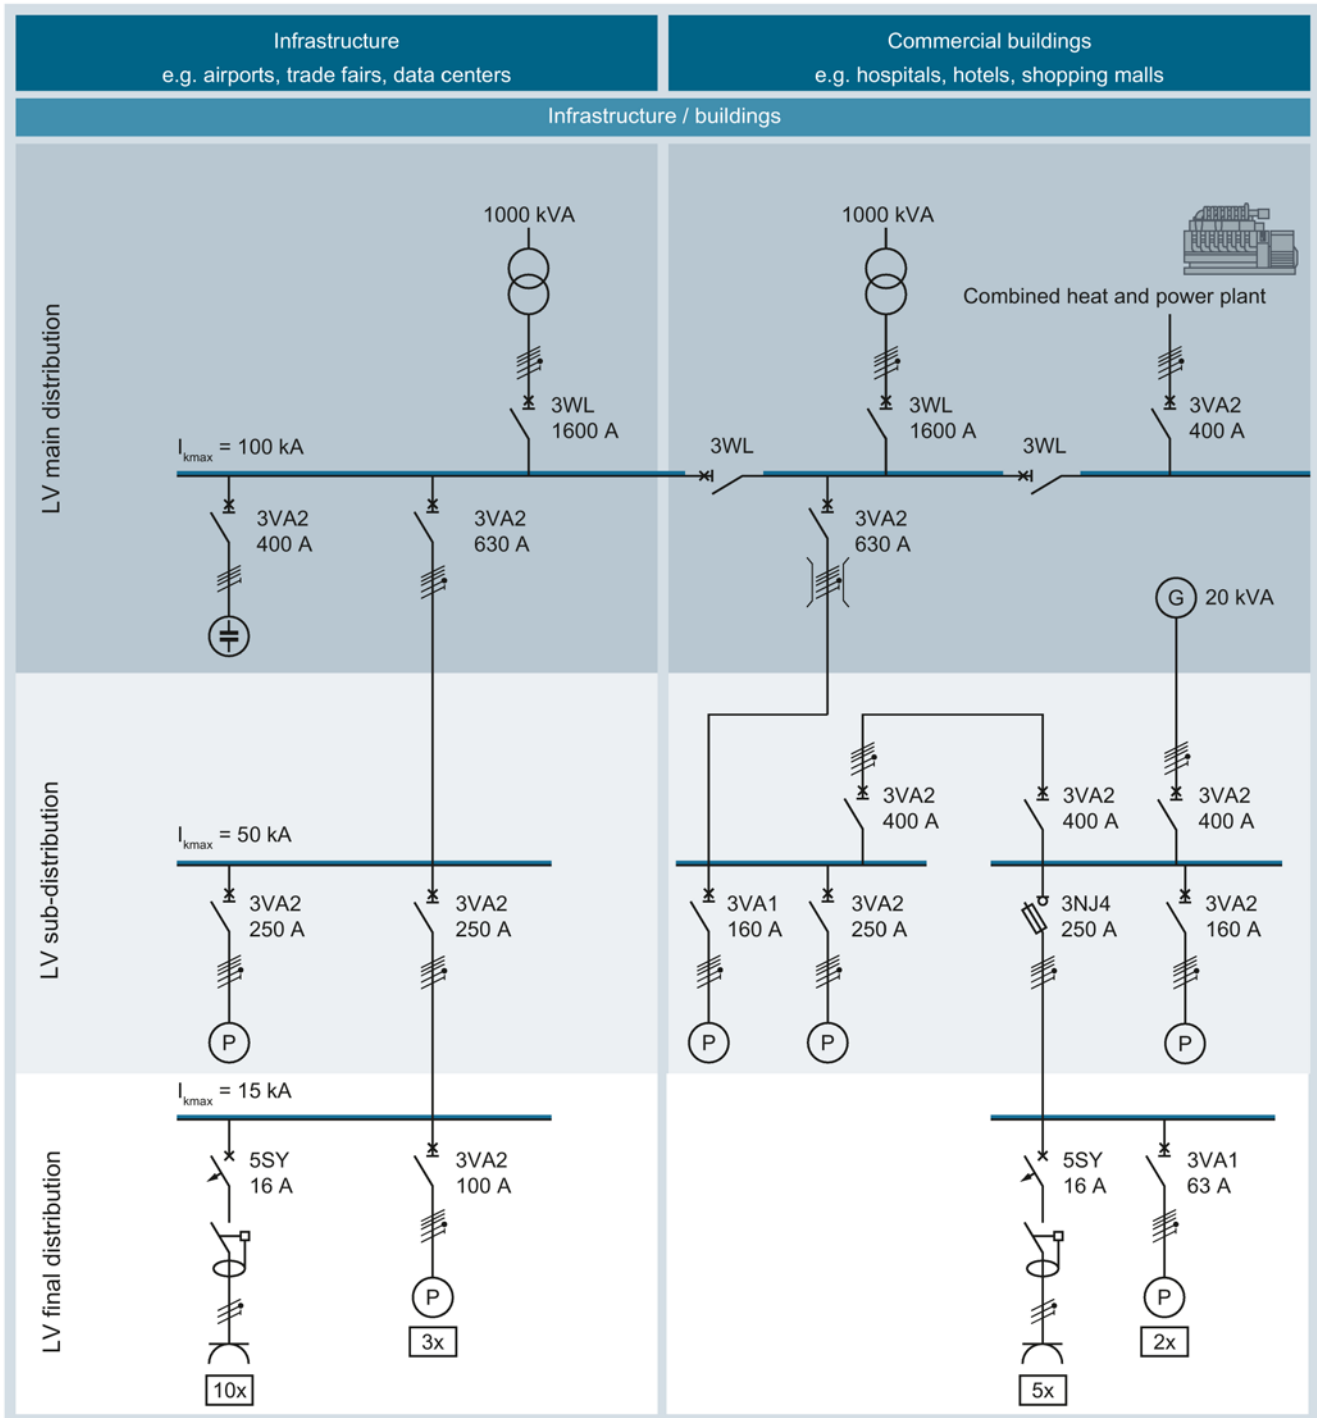 Infrastructure
e.g. airports, trade fairs, data centers
Commercial buildings
e.g. hospitals, hotels, shopping malls
Infrastructure / buildings
LV main distribution
1000 kVA
1000 kVA
Combined heat and power plant
3WL
1600 A
3WL
1600 A
3VA2
400 A
Ikmax = 100 kA
3WL
3WL
3VA2
400 A
3VA2
630 A
3VA2
630 A
G
20 kVA
LV sub-distribution
3VA2
400 A
3VA2
400 A
3VA2
400 A
Ikmax = 50 kA
3VA2
250 A
3VA2
250 A
3VA1
160 A
3VA2
250 A
3NJ4
250 A
3VA2
160 A
P
P
P
P
LV final distribution
Ikmax = 15 kA
5SY
16 A
3VA2
100 A
5SY
16 A
3VA1
63 A
P
P
3x
2x
10x
5x